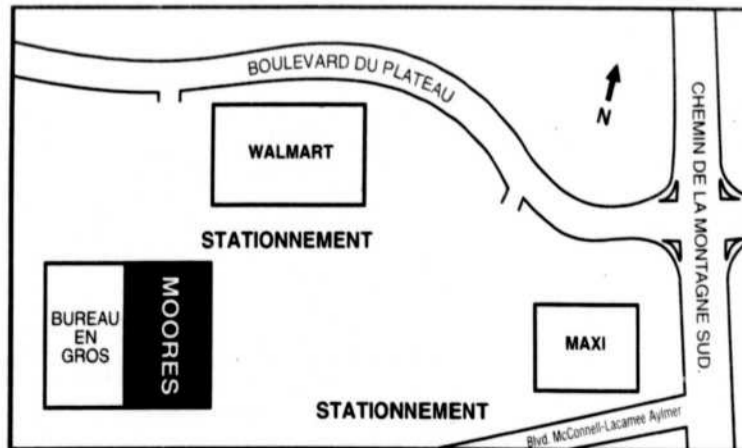 BOULEVARD DU PLATEAU
N
CHEMIN DE LA MONTAGNE SUD.
WALMART
STATIONNEMENT
BUREAU
EN
GROS
MOORES
MAXI
STATIONNEMENT
Blvd. McConnell-Lacamee Aylmer